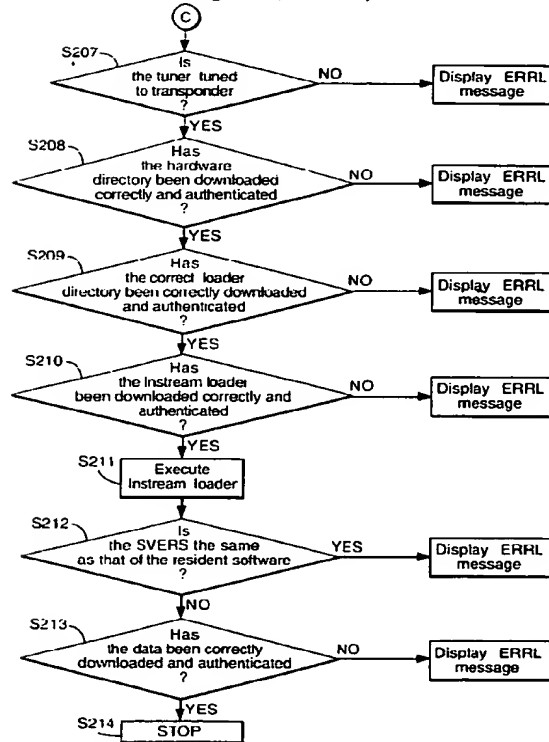 C
S207
Is
the tuner tuned
to transponder
?
NO
Display ERRL
message
YES
S208
Has
the hardware
directory been downloaded
correctly and authenticated
?
NO
Display ERRL
message
YES
S209
Has
the correct loader
directory been correctly downloaded
and authenticated
?
NO
Display ERRL
message
YES
S210
Has
the Instream loader
been downloaded correctly and
authenticated
?
NO
Display ERRL
message
YES
S211
Execute
Instream loader
S212
Is
the SVERS the same
as that of the resident software
?
YES
Display ERRL
message
NO
S213
Has
the data been correctly
downloaded and authenticated
?
NO
Display ERRL
message
YES
S214
STOP